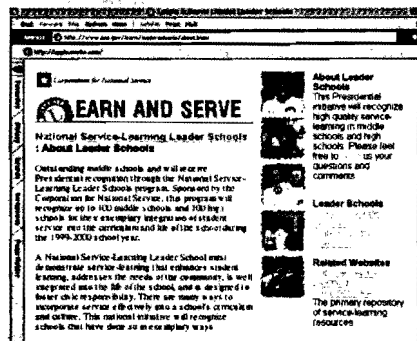 Corporation for National Service
EARN AND SERVE
National Service-Learning Leader Schools
: About Leader Schools
Outstanding middle schools and will receive
Presidential recognition through the National Service-
Learning Leader Schools program. Sponsored by the
Corporation for National Service, this program will
recognize up to 100 middle schools and 100 high
schools for their exemplary integration of student
service into the curriculum and life of the school during
the 1999-2000 school year.
A National Service-Learning Leader School must
demonstrate service-learning that enhances student
learning, addresses the needs of the community, is well
integrated into the life of the school, and is designed to
foster civic responsibility. There are many ways to
incorporate service effectively into a school's curriculum
and culture. This national initiative will recognize
schools that have done so in exemplary ways
About Leader
Schools
This Presidential
initiative will recognize
high quality service-
learning in middle
schools and high
schools. Please feel
free to us your
questions and
comments
Leader Schools
Related Websites
The primary repository
of service-learning
resources